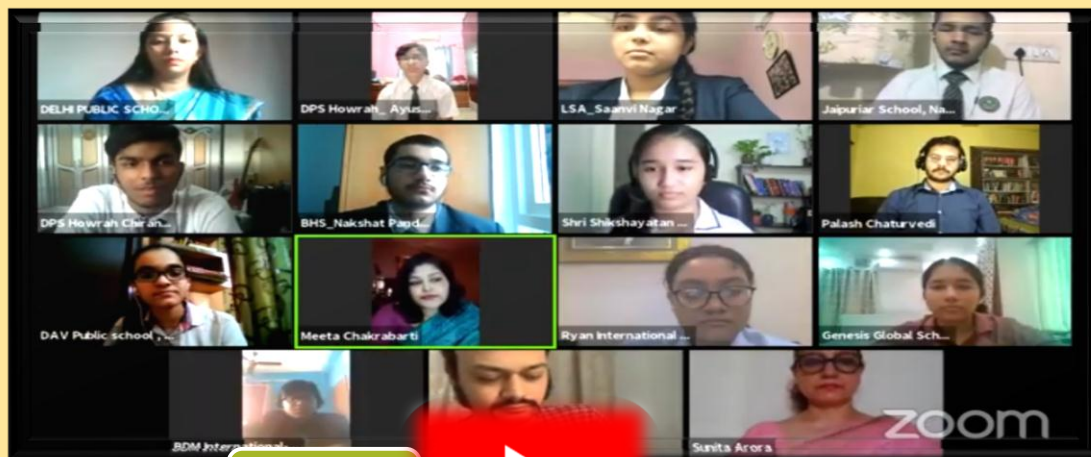 DELHI PUBLIC SCHO...
DPS Howrah_ Ayus...
LSA_Saanvi Nagar
Jaipuriar School, Na...
DPS Howrah Chiran...
BHS_Nakshat Pand...
Shri Shikshayatan ...
Palash Chaturvedi
DAV Public school , ...
Meeta Chakrabarti
Ryan International ...
Genesis Global Sch...
BDM International-
Sunita Arora
zoom